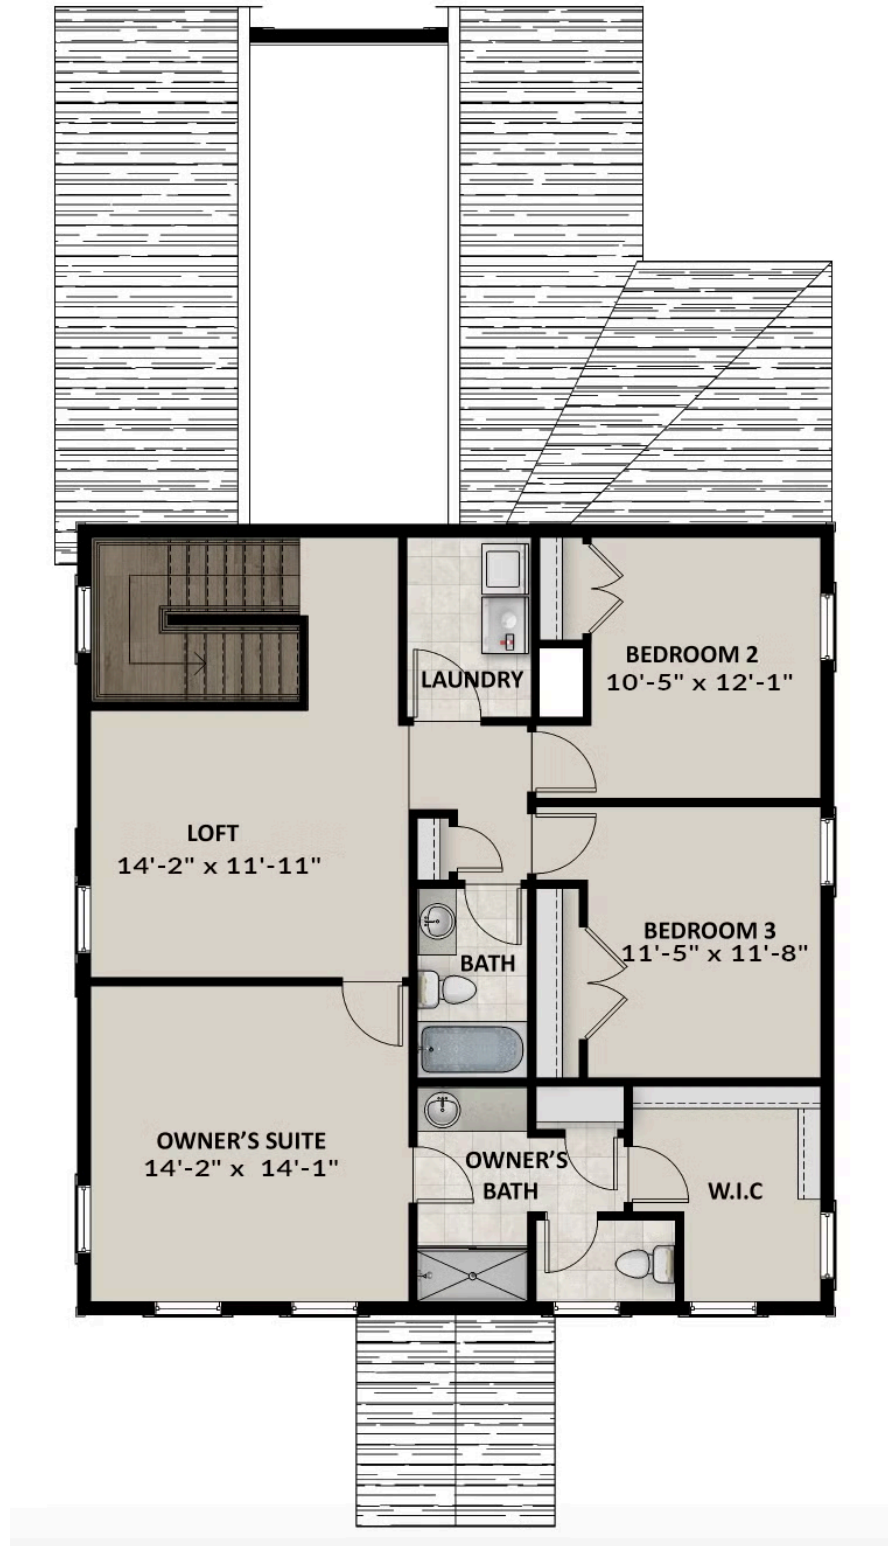 LAUNDRY
BEDROOM 2
10'-5" x 12'-1"
LOFT
14'-2" x 11'-11"
BEDROOM 3
11'-5" x 11'-8"
BATH
OWNER'S SUITE
14'-2" x 14'-1"
OWNER'S
BATH
W.I.C